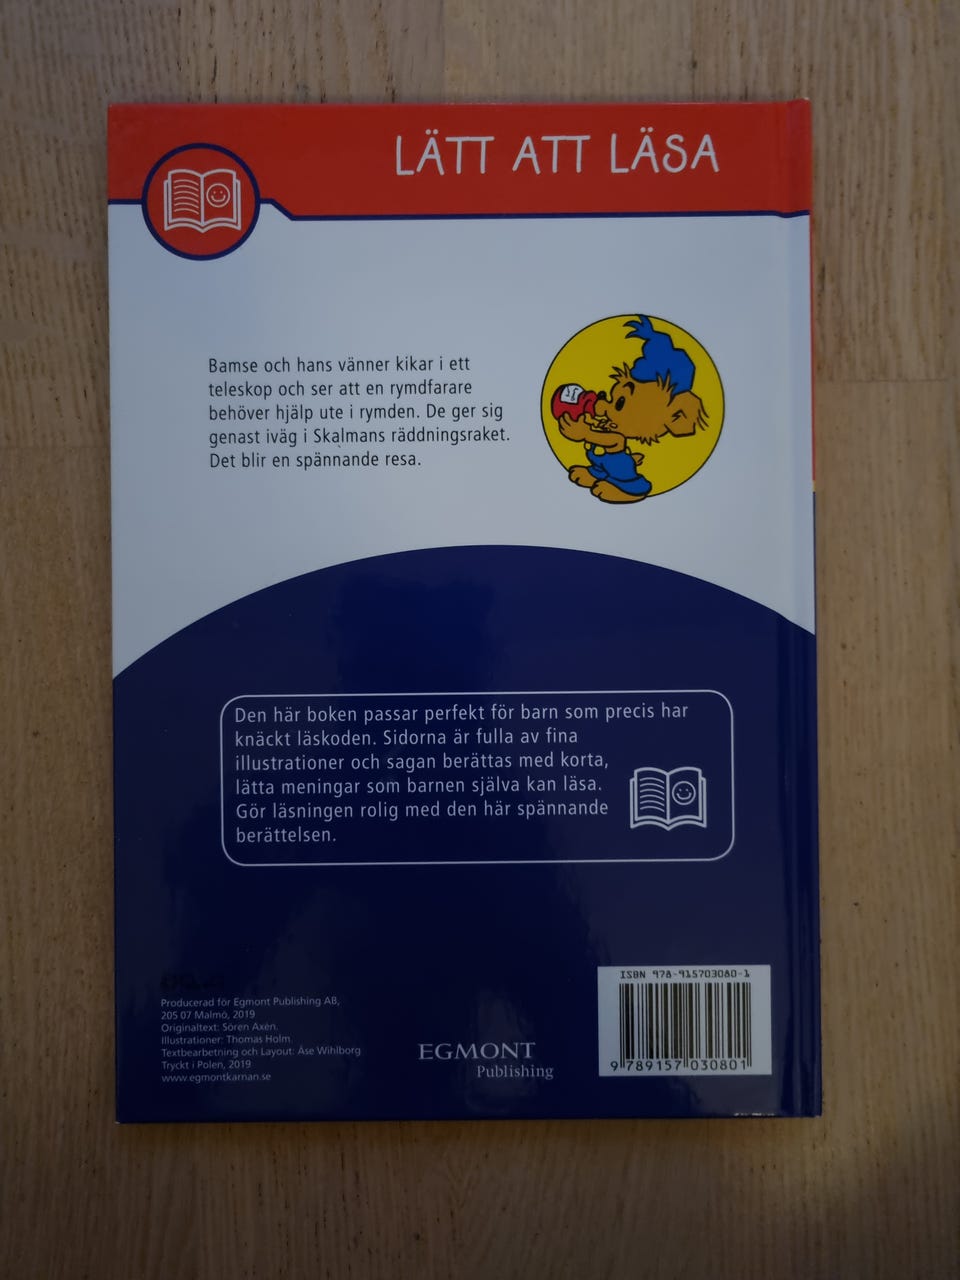 LÄTT ATT LÄSA
Bamse och hans vänner kikar i ett
teleskop och ser att en rymdfarare
behöver hjälp ute i rymden. De ger sig
genast iväg i Skalmans räddningsraket.
Det blir en spännande resa.
Den här boken passar perfekt för barn som precis har
knäckt läskoden. Sidorna är fulla av fina
illustrationer och sagan berättas med korta,
lätta meningar som barnen själva kan läsa.
Gör läsningen rolig med den här spännande
berättelsen.
Producerad för Egmont Publishing AB,
205 07 Malmö, 2019
Originaltext: Sören Axén.
Illustrationer: Thomas Holm.
Textbearbetning och Layout: Åse Wihlborg
Tryckt i Polen, 2019
www.egmontkarnan.se
EGMONT
Publishing
ISBN 978-915703080-1
9 789157 030801